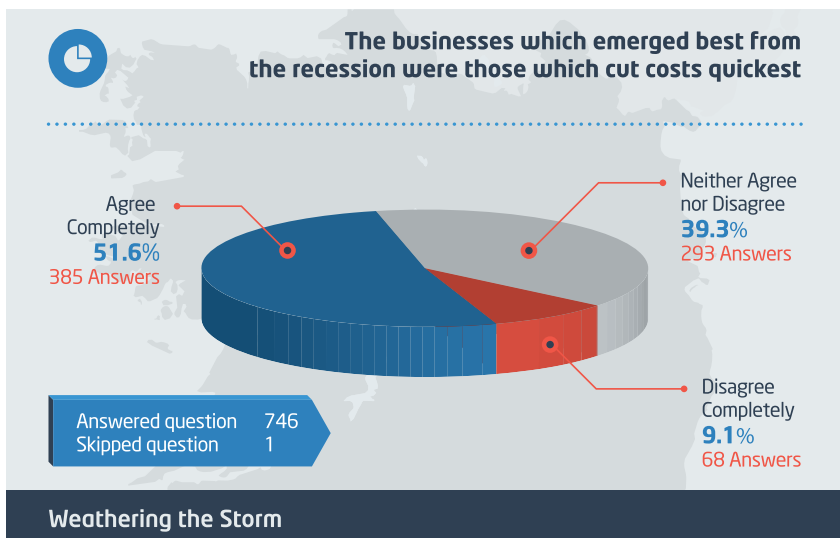 The businesses which emerged best from
the recession were those which cut costs quickest
Agree
Completely
51.6%
385 Answers
Neither Agree
nor Disagree
39.3%
293 Answers
Disagree
Completely
9.1%
68 Answers
Answered question 746
Skipped question 1
Weathering the Storm